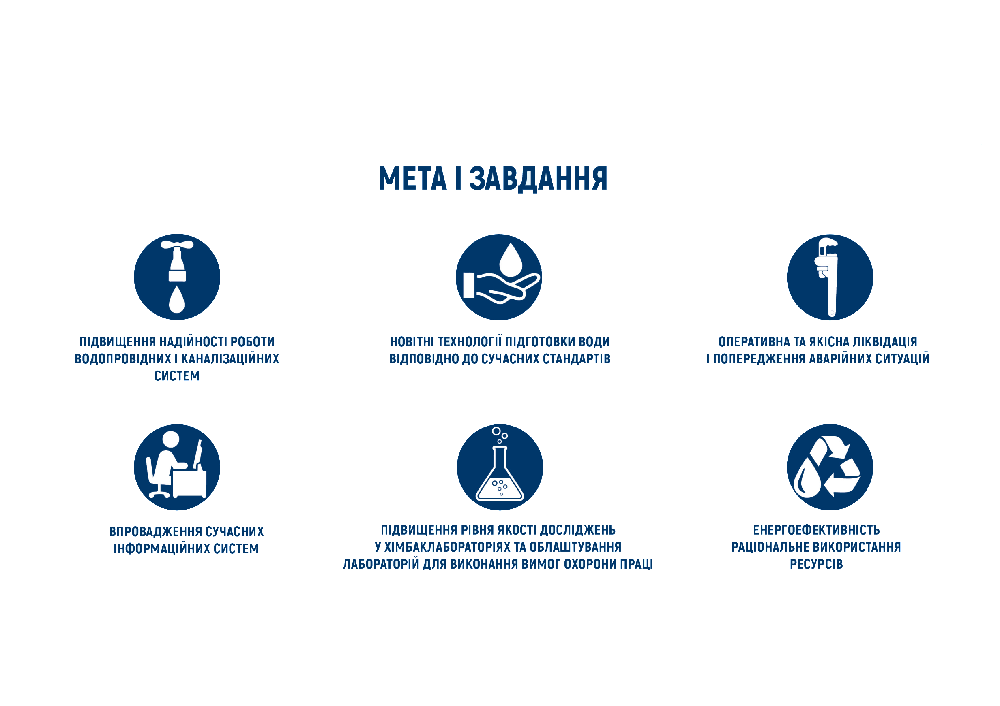 МЕТА І ЗАВДАННЯ
ПІДВИЩЕННЯ НАДІЙНОСТІ РОБОТИ
ВОДОПРОВІДНИХ І КАНАЛІЗАЦІЙНИХ
СИСТЕМ
НОВІТНІ ТЕХНОЛОГІЇ ПІДГОТОВКИ ВОДИ
ВІДПОВІДНО ДО СУЧАСНИХ СТАНДАРТІВ
ОПЕРАТИВНА ТА ЯКІСНА ЛІКВІДАЦІЯ
І ПОПЕРЕДЖЕННЯ АВАРІЙНИХ СИТУАЦІЙ
ВПРОВАДЖЕННЯ СУЧАСНИХ
ІНФОРМАЦІЙНИХ СИСТЕМ
ПІДВИЩЕННЯ РІВНЯ ЯКОСТІ ДОСЛІДЖЕНЬ
У ХІМБАКЛАБОРАТОРІЯХ ТА ОБЛАШТУВАННЯ
ЛАБОРАТОРІЙ ДЛЯ ВИКОНАННЯ ВИМОГ ОХОРОНИ ПРАЦІ
ЕНЕРГОЕФЕКТИВНІСТЬ
РАЦІОНАЛЬНЕ ВИКОРИСТАННЯ
РЕСУРСІВ